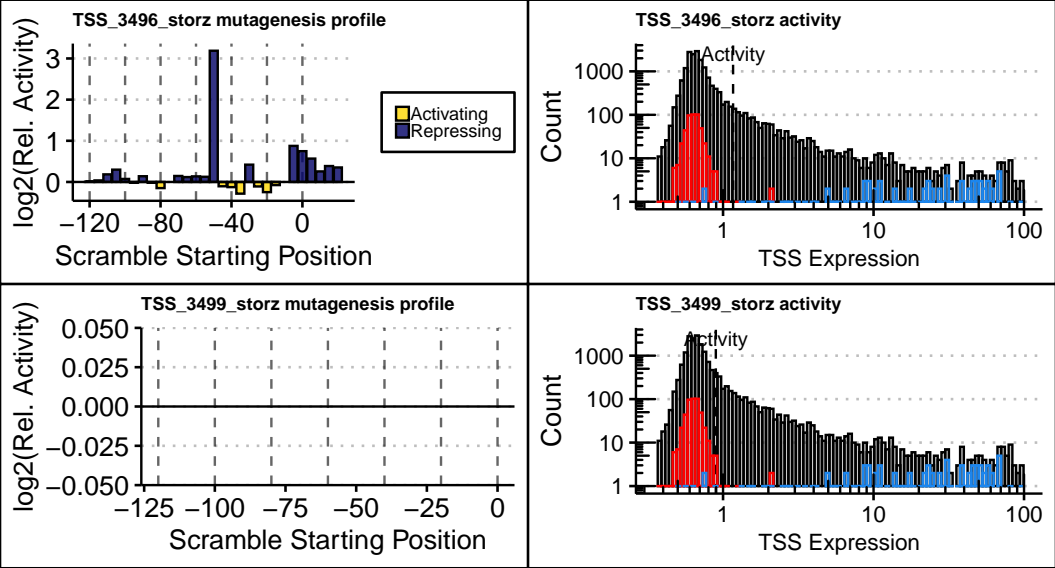 TSS_3496_storz mutagenesis profile
log2(Rel. Activity)
3
2
1
0
−120
−80
−40
0
Scramble Starting Position
Activating
Repressing
TSS_3496_storz activity
Activity
Count
1000
100
10
1
1
10
100
TSS Expression
TSS_3499_storz mutagenesis profile
log2(Rel. Activity)
0.050
0.025
0.000
−0.025
−0.050
−125
−100
−75
−50
−25
0
Scramble Starting Position
TSS_3499_storz activity
Activity
Count
1000
100
10
1
1
10
100
TSS Expression